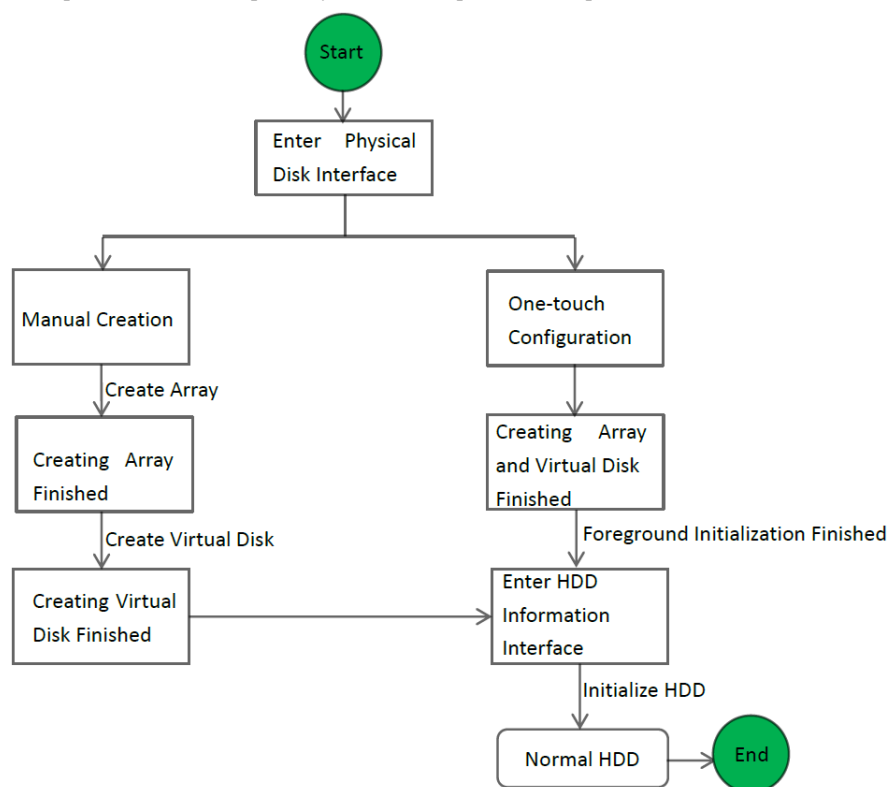 Start
Enter Physical
Disk Interface
Manual Creation
One-touch
Configuration
Create Array
Creating Array
Finished
Creating Array
and Virtual Disk
Finished
Create Virtual Disk
Foreground Initialization Finished
Creating Virtual
Disk Finished
Enter HDD
Information
Interface
Initialize HDD
Normal HDD
End